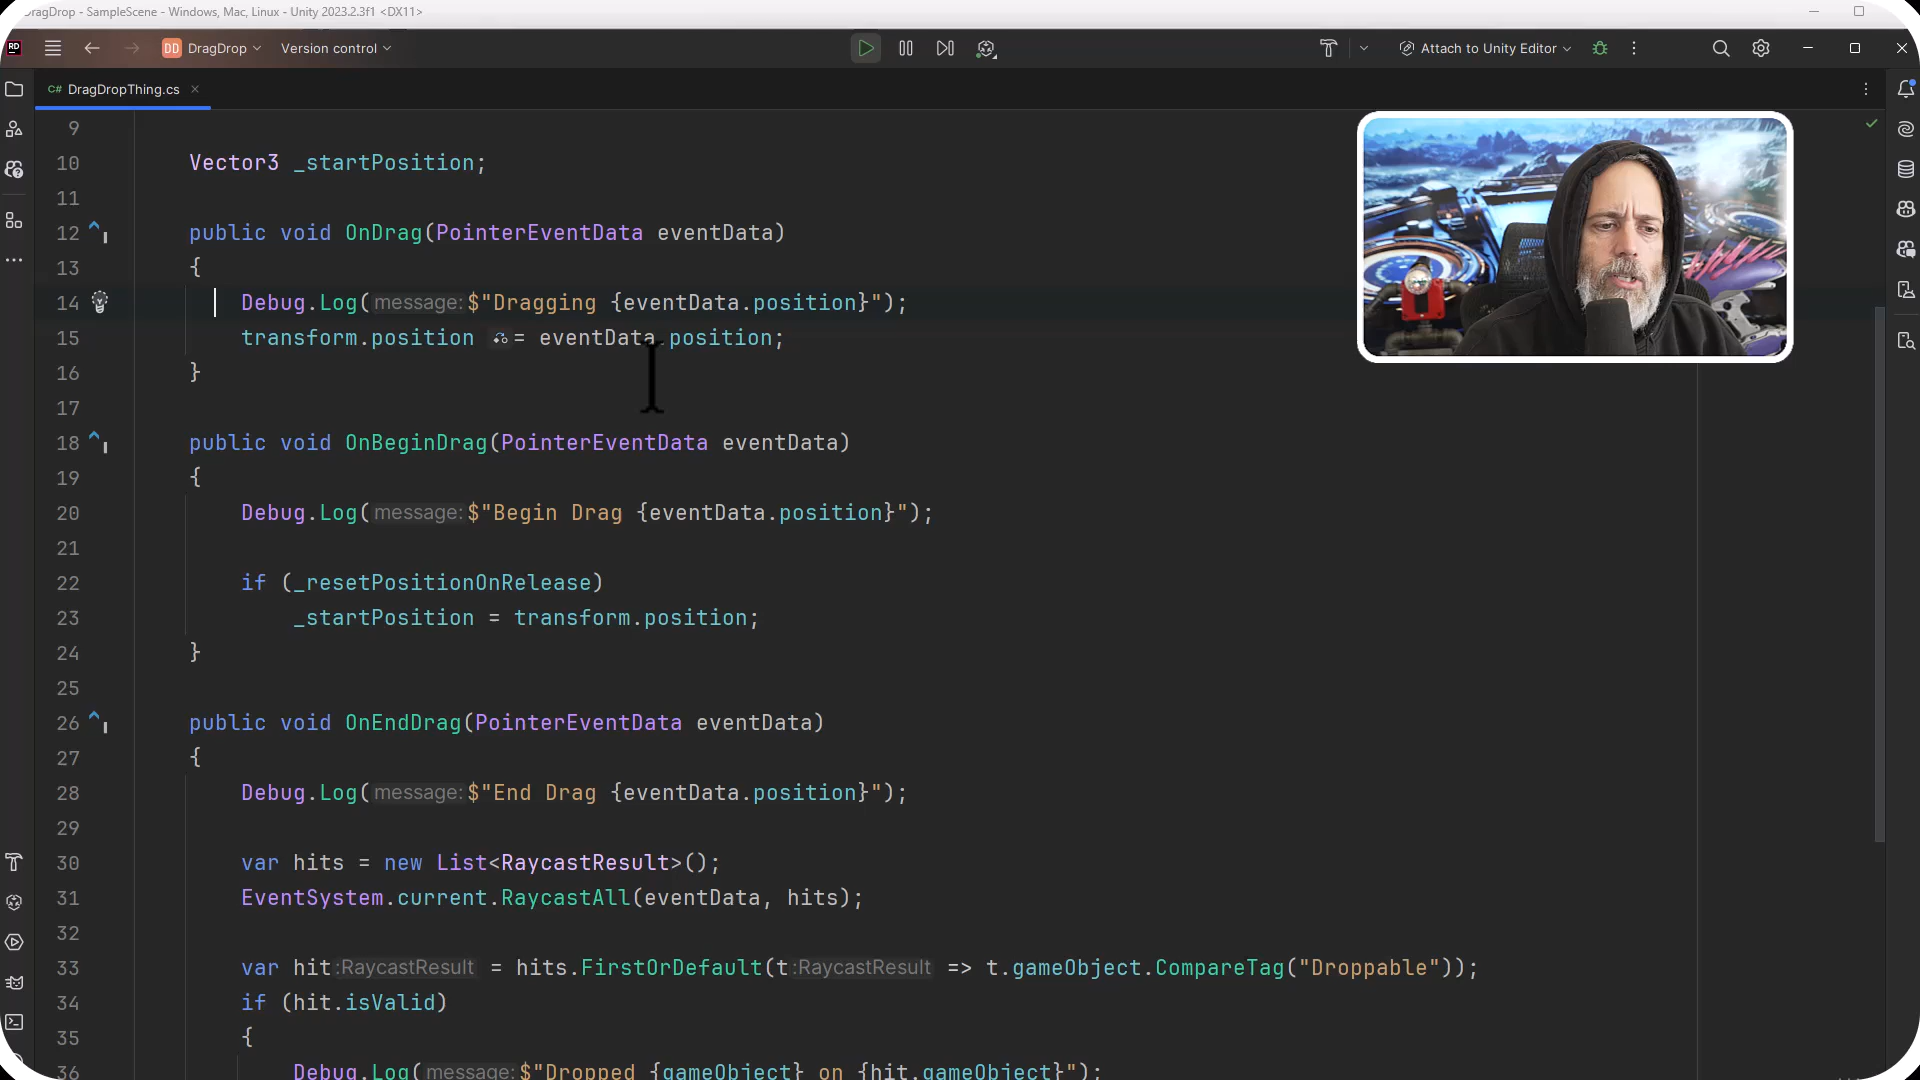 DragDrop - SampleScene - Windows, Mac, Linux - Unity 2023.2.3f1 <DX11>
RD DD DragDrop Version control Attach to Unity Editor
C# DragDropThing.cs ×
9
10 Vector3 _startPosition;
11
12 public void OnDrag(PointerEventData eventData)
13 {
14 Debug.Log(message:$"Dragging {eventData.position}");
15 transform.position = eventData.position;
16 }
17
18 public void OnBeginDrag(PointerEventData eventData)
19 {
20 Debug.Log(message:$"Begin Drag {eventData.position}");
21
22 if (_resetPositionOnRelease)
23 _startPosition = transform.position;
24 }
25
26 public void OnEndDrag(PointerEventData eventData)
27 {
28 Debug.Log(message:$"End Drag {eventData.position}");
29
30 var hits = new List<RaycastResult>();
31 EventSystem.current.RaycastAll(eventData, hits);
32
33 var hit:RaycastResult = hits.FirstOrDefault(t:RaycastResult => t.gameObject.CompareTag("Droppable"));
34 if (hit.isValid)
35 {
36 Debug.Log(message:$"Dropped {gameObject} on {hit.gameObject}");